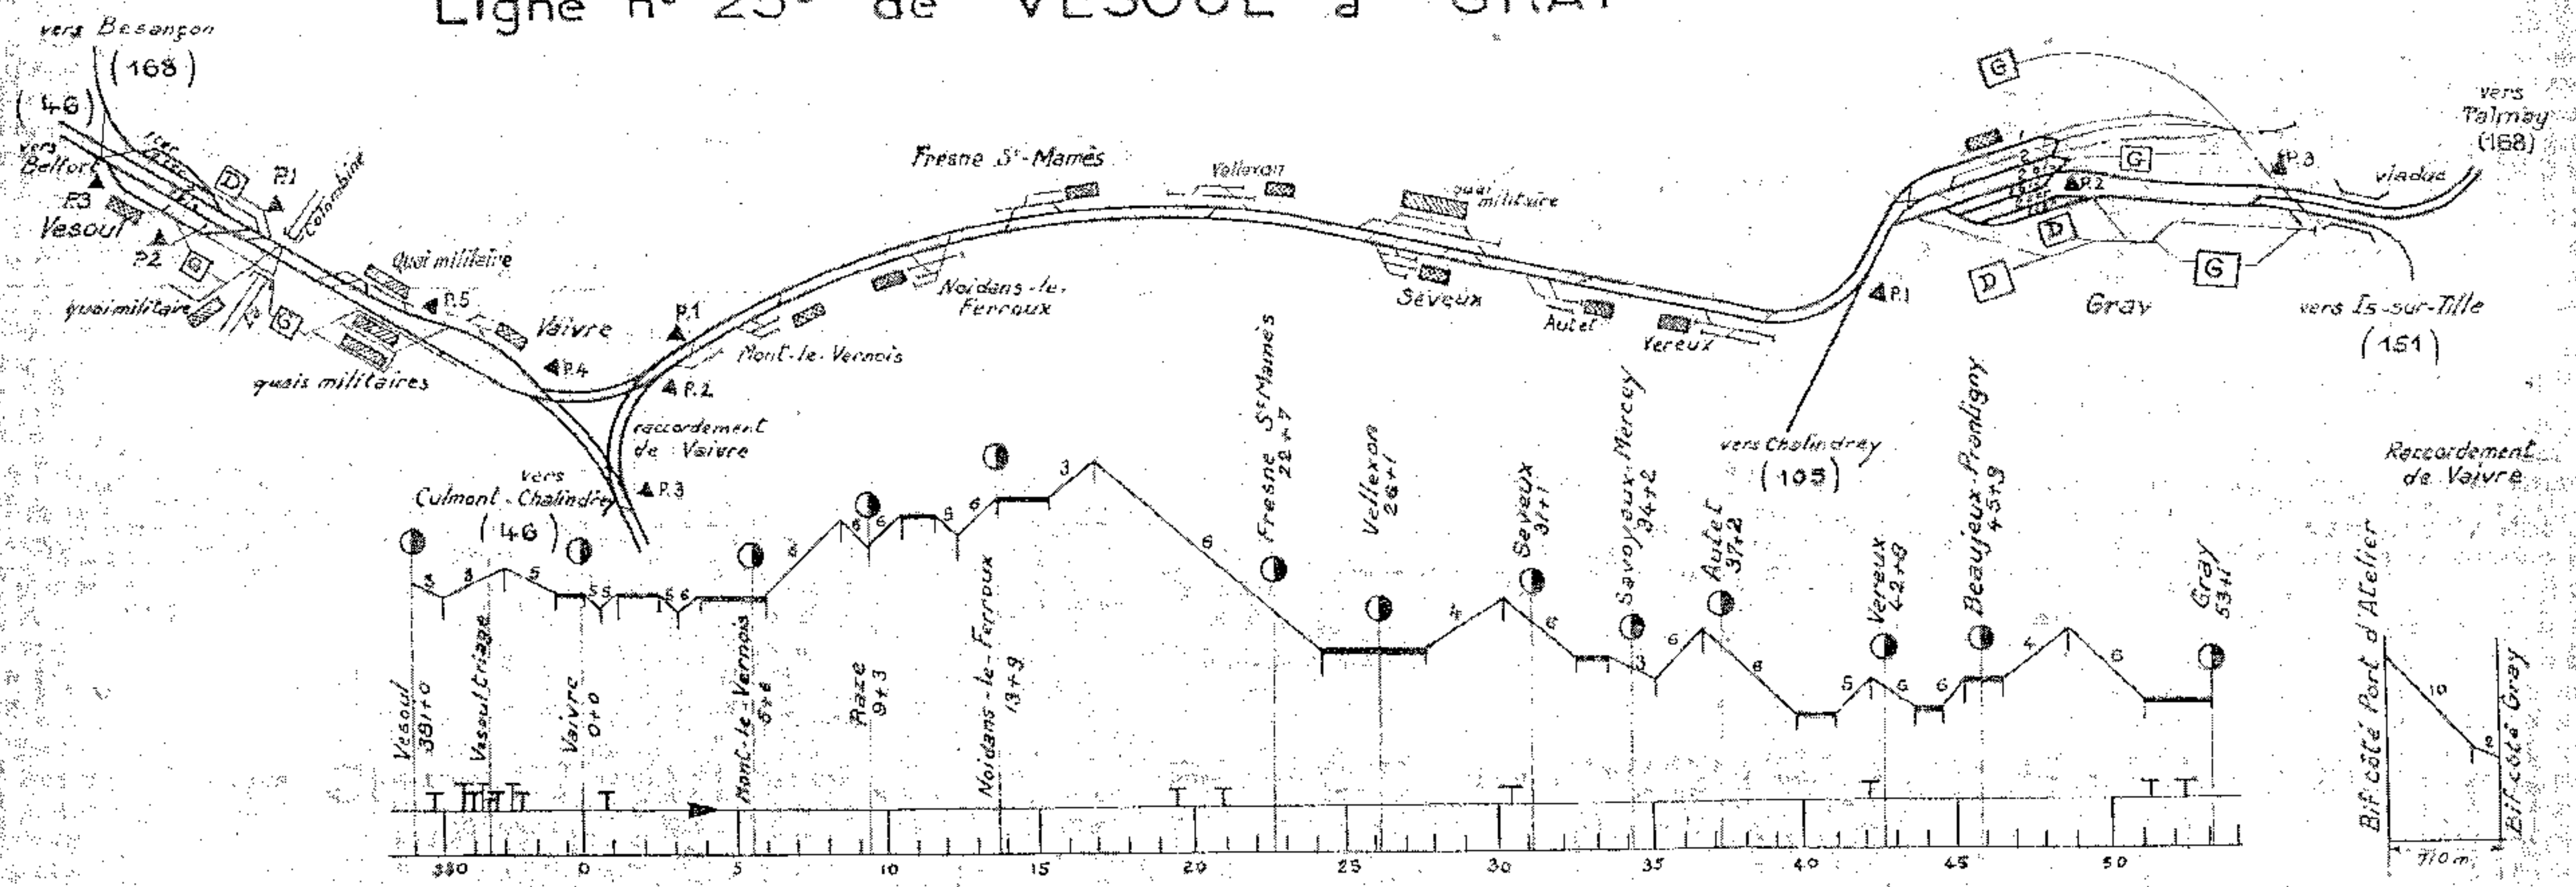 Ligne n° 25² de VESOUL à GRAY
vers Besançon
(168)
(46)
vers
Belfort
P.3
Vesoul
P2
D
P.1
Colombine
G
quai militaire
G
Quai militaire
P.5
quais militaires
Vaivre
P.4
P.1
P.2
Mont-le-Vernois
raccordement
de Vaivre
P.3
vers
Culmont-Chalindrey
(46)
Noidans-le-
Ferroux
Fresne St-Mamès
Vellexon
quai
militaire
Seveux
Autet
Vereux
vers Chalindrey
(105)
P.1
G
G
P.2
D
D
G
Gray
P.3
viaduc
vers
Talmay
(168)
vers Is-sur-Tille
(151)
Vesoul
381+0
Vesoul triage
Vaivre
0+0
Mont-le-Vernois
Raze
9+3
Noidans-le-Ferroux
13+9
Fresne St Mamès
22+7
Vellexon
26+1
Seveux
31+1
Savoyeux-Mercey
34+2
Autet
37+2
Vereux
42+8
Beaujeux-Prantigny
45+9
Gray
53+1
380 0 5 10 15 20 25 30 35 40 45 50
Raccordement
de Vaivre
Bif côté Port d'Atelier
10
Bif côté Gray
710 m